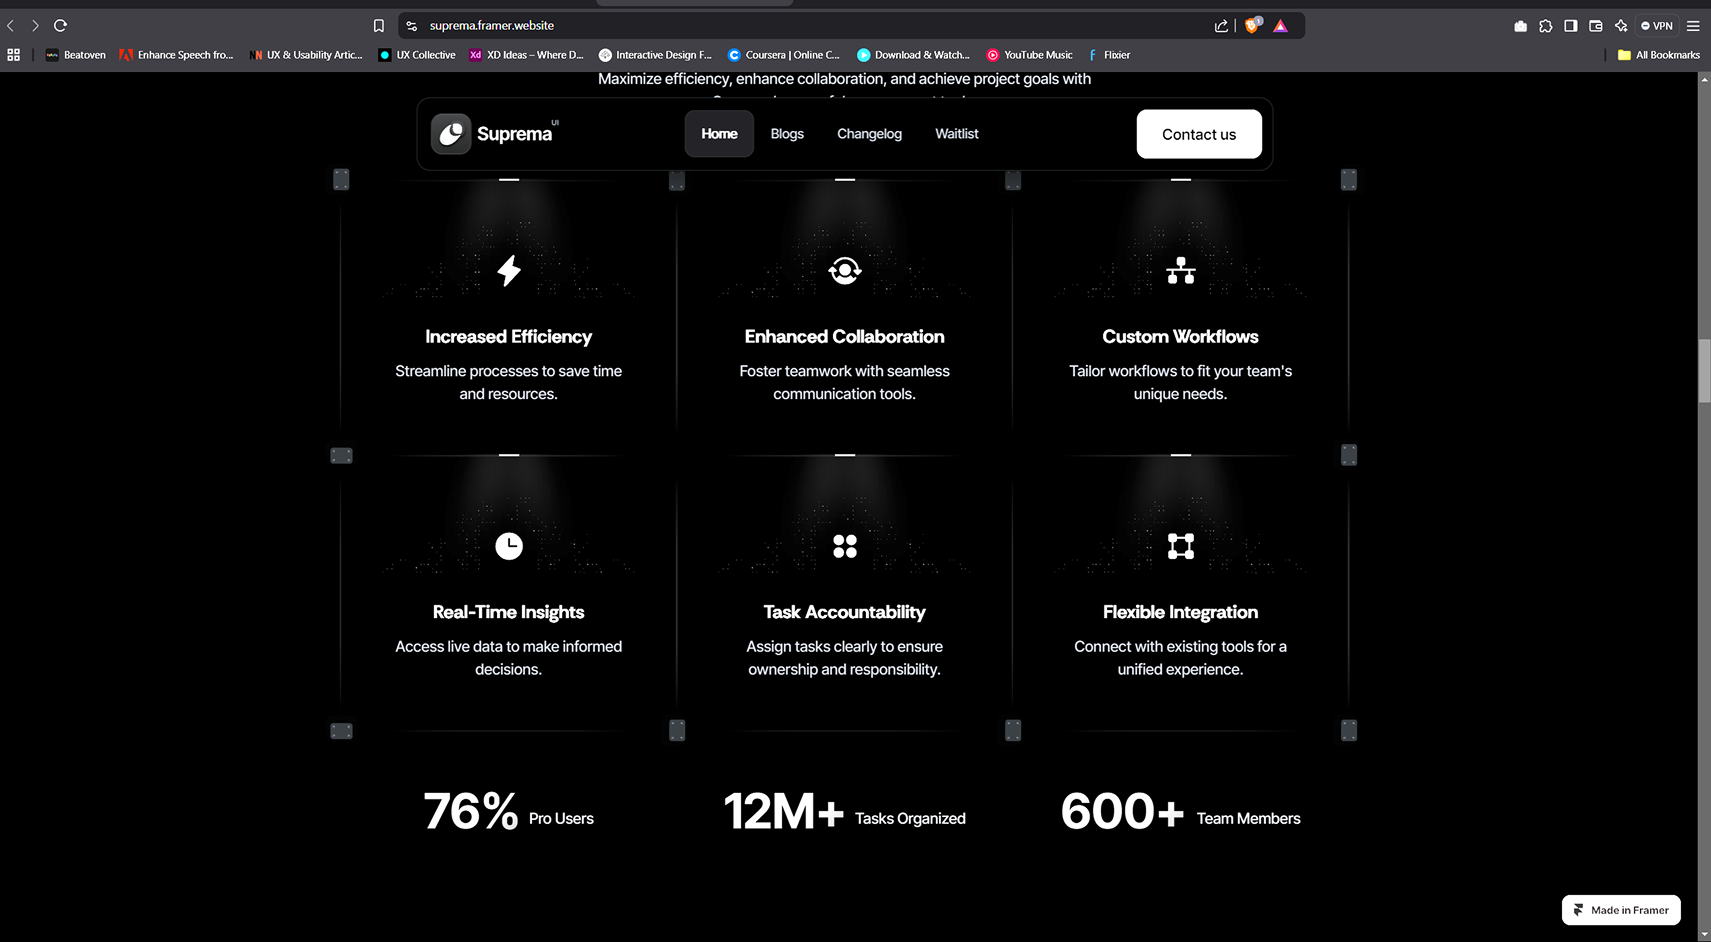 suprema.framer.website
VPN
Beatoven
Enhance Speech fro...
UX & Usability Artic...
UX Collective
XD Ideas – Where D...
Interactive Design F...
Coursera | Online C...
Download & Watch...
YouTube Music
Flixier
All Bookmarks
Maximize efficiency, enhance collaboration, and achieve project goals with
Suprema UI
Home
Blogs
Changelog
Waitlist
Contact us
Increased Efficiency
Streamline processes to save time
and resources.
Enhanced Collaboration
Foster teamwork with seamless
communication tools.
Custom Workflows
Tailor workflows to fit your team's
unique needs.
Real-Time Insights
Access live data to make informed
decisions.
Task Accountability
Assign tasks clearly to ensure
ownership and responsibility.
Flexible Integration
Connect with existing tools for a
unified experience.
76% Pro Users
12M+ Tasks Organized
600+ Team Members
Made in Framer